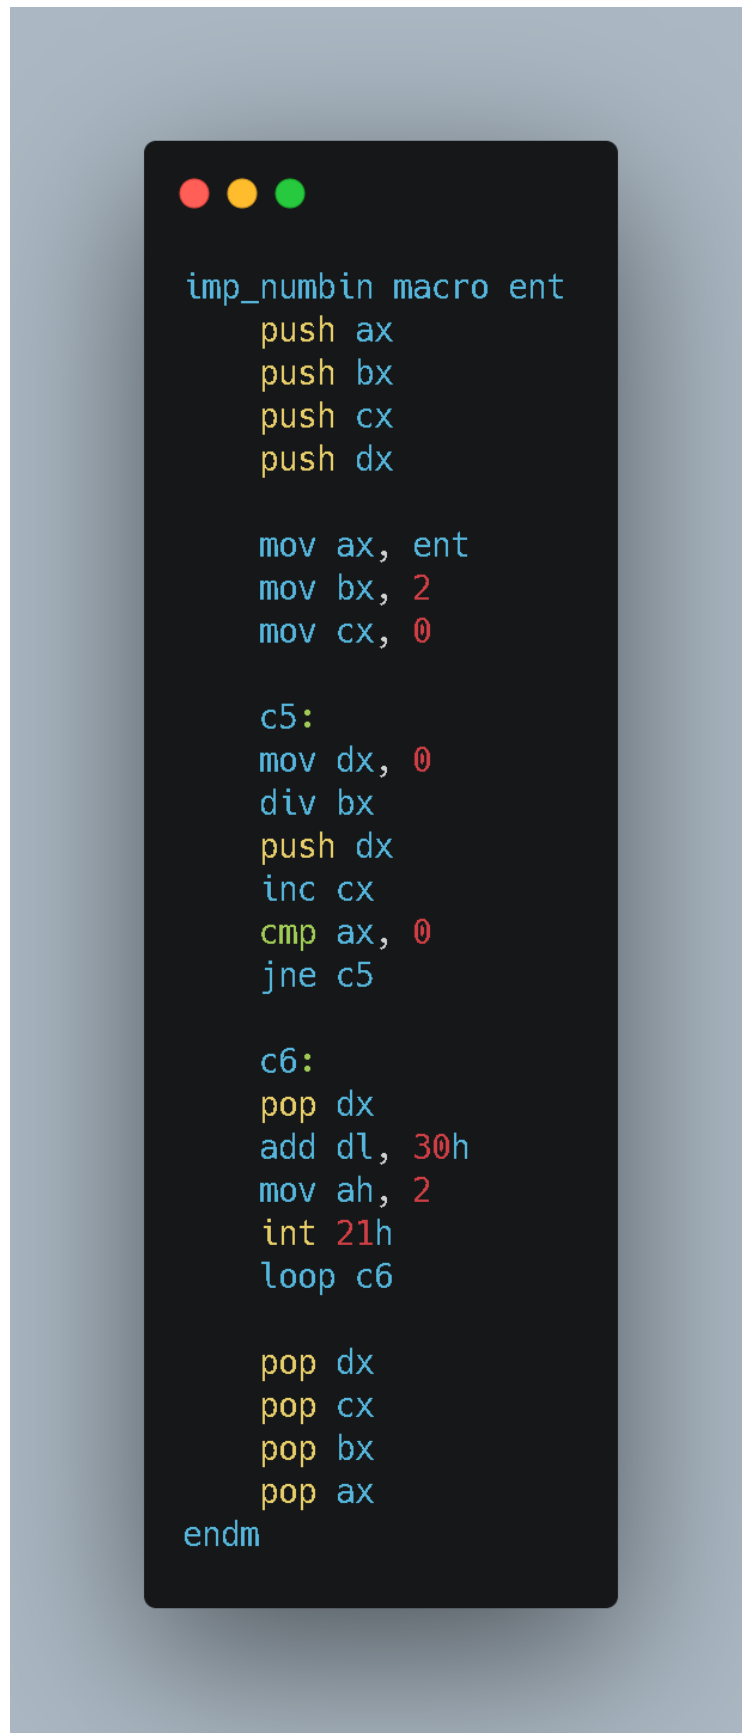 imp_numbin macro ent
    push ax
    push bx
    push cx
    push dx

    mov ax, ent
    mov bx, 2
    mov cx, 0

    c5:
    mov dx, 0
    div bx
    push dx
    inc cx
    cmp ax, 0
    jne c5

    c6:
    pop dx
    add dl, 30h
    mov ah, 2
    int 21h
    loop c6

    pop dx
    pop cx
    pop bx
    pop ax
endm